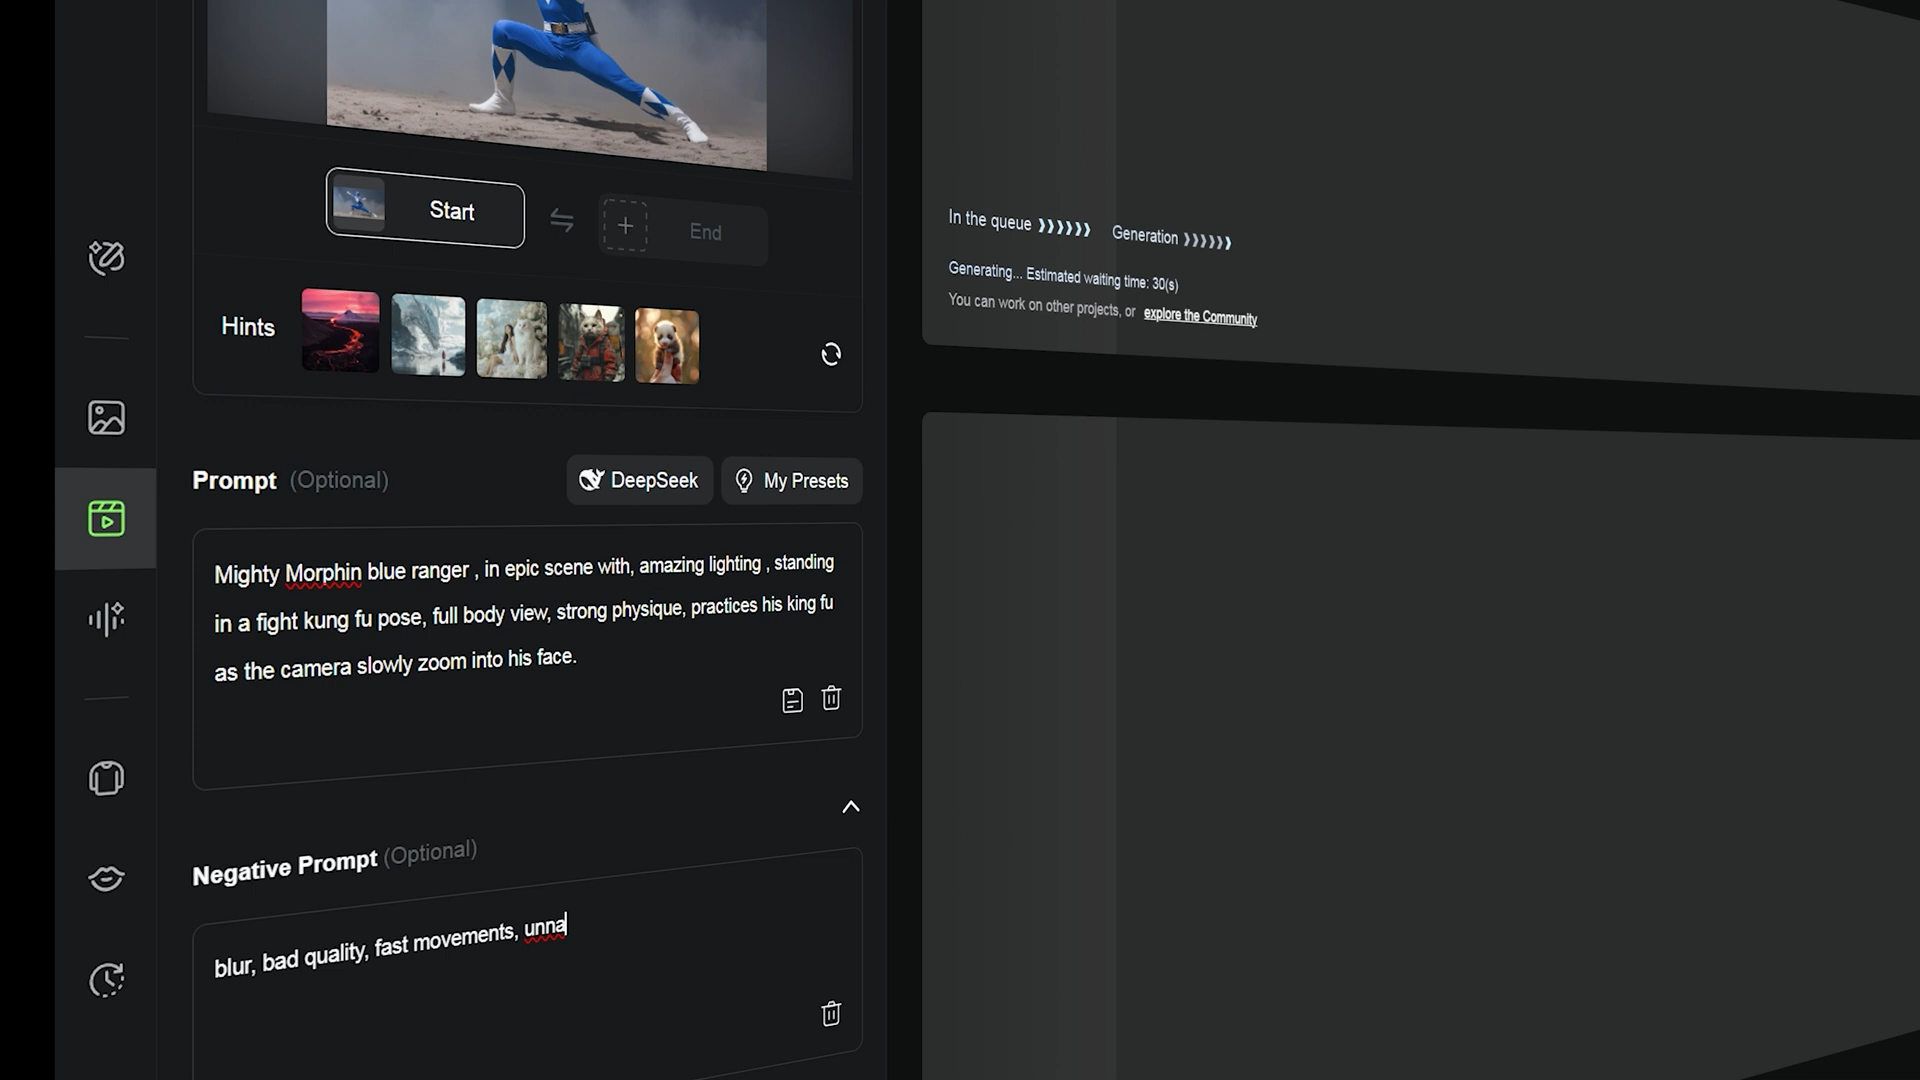 Start
End
Hints
Prompt (Optional)
DeepSeek
My Presets
Mighty Morphin blue ranger , in epic scene with, amazing lighting , standing
in a fight kung fu pose, full body view, strong physique, practices his king fu
as the camera slowly zoom into his face.
Negative Prompt (Optional)
blur, bad quality, fast movements, unna
In the queue
Generation
Generating... Estimated waiting time: 30(s)
You can work on other projects, or explore the Community